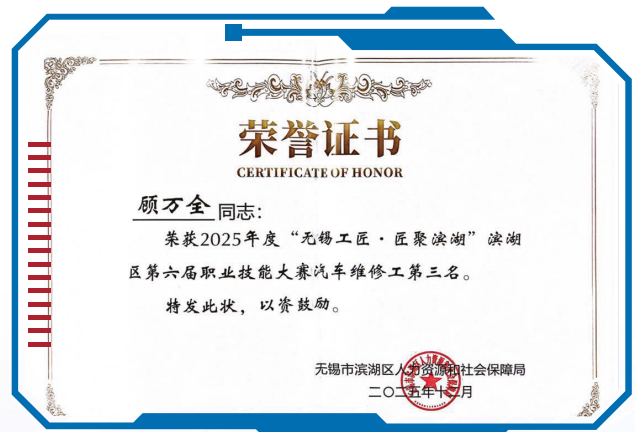 荣誉证书
CERTIFICATE OF HONOR
顾万全同志：
荣获2025年度“无锡工匠·匠聚滨湖”滨湖
区第六届职业技能大赛汽车维修工第三名。
特发此状，以资鼓励。
无锡市滨湖区人力资源和社会保障局
二〇二五年十二月